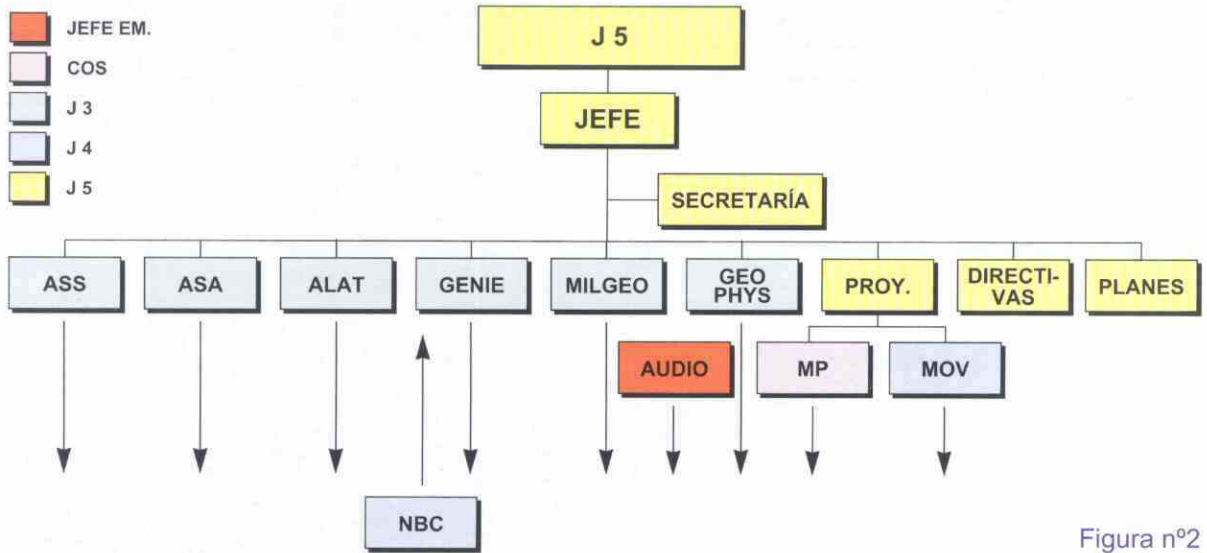 JEFE EM.
COS
J 3
J 4
J 5
J 5
JEFE
SECRETARÍA
ASS
ASA
ALAT
GENIE
MILGEO
GEO
PHYS
PROY.
DIRECTI-
VAS
PLANES
AUDIO
MP
MOV
NBC
Figura nº2